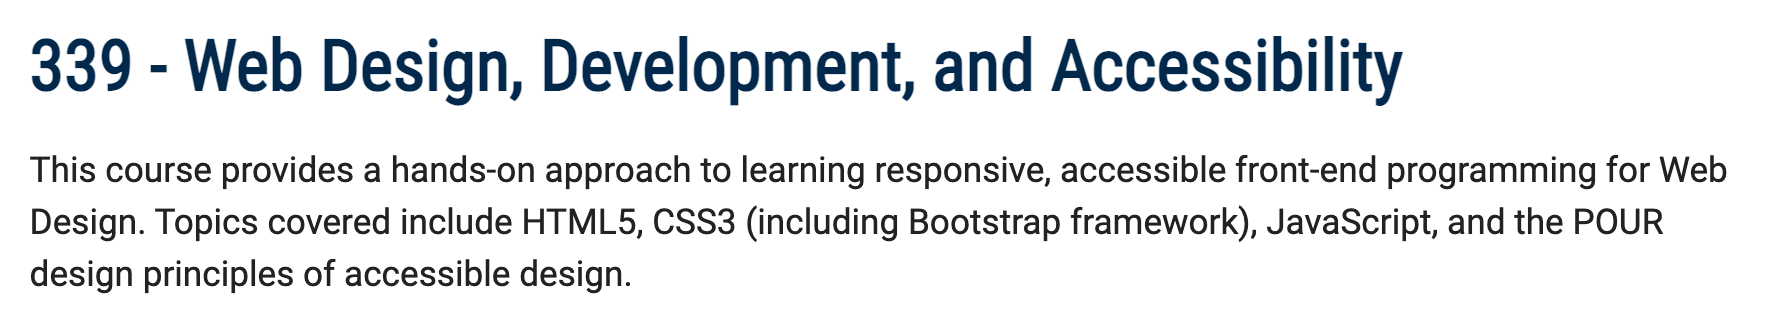 339 - Web Design, Development, and Accessibility
This course provides a hands-on approach to learning responsive, accessible front-end programming for Web
Design. Topics covered include HTML5, CSS3 (including Bootstrap framework), JavaScript, and the POUR
design principles of accessible design.